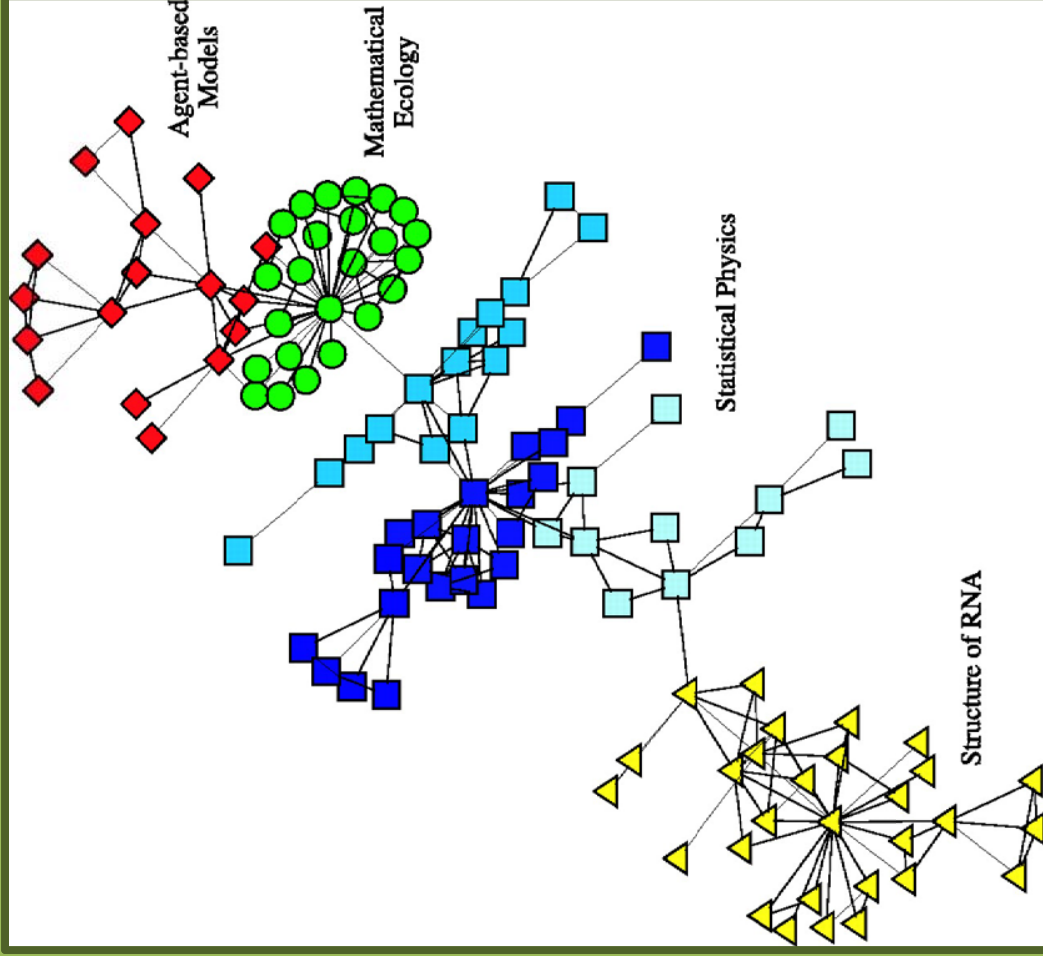 Agent-based
Models
Mathematical
Ecology
Statistical Physics
Structure of RNA